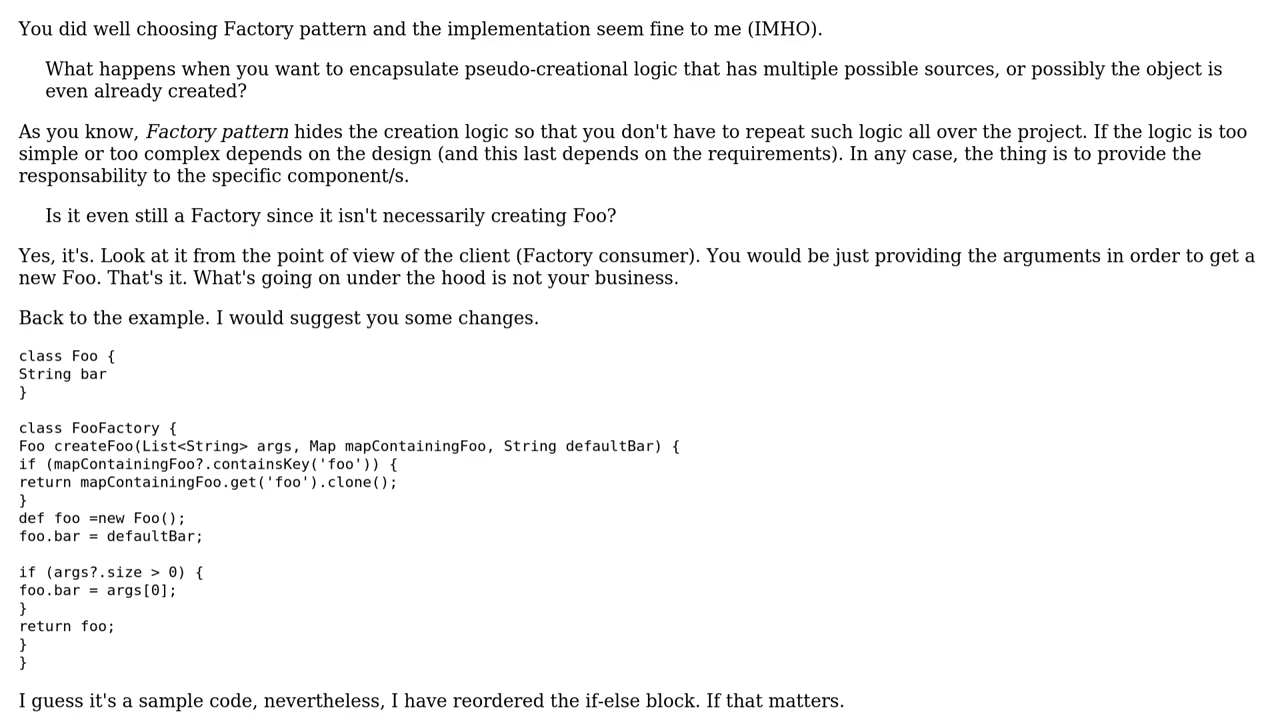 You did well choosing Factory pattern and the implementation seem fine to me (IMHO).
What happens when you want to encapsulate pseudo-creational logic that has multiple possible sources, or possibly the object is
even already created?
As you know, Factory pattern hides the creation logic so that you don't have to repeat such logic all over the project. If the logic is too
simple or too complex depends on the design (and this last depends on the requirements). In any case, the thing is to provide the
responsability to the specific component/s.
Is it even still a Factory since it isn't necessarily creating Foo?
Yes, it's. Look at it from the point of view of the client (Factory consumer). You would be just providing the arguments in order to get a
new Foo. That's it. What's going on under the hood is not your business.
Back to the example. I would suggest you some changes.
class Foo {
String bar
}
class FooFactory {
Foo createFoo(List<String> args, Map mapContainingFoo, String defaultBar) {
if (mapContainingFoo?.containsKey('foo')) {
return mapContainingFoo.get('foo').clone();
}
def foo =new Foo();
foo.bar = defaultBar;
if (args?.size > 0) {
foo.bar = args[0];
}
return foo;
}
}
I guess it's a sample code, nevertheless, I have reordered the if-else block. If that matters.